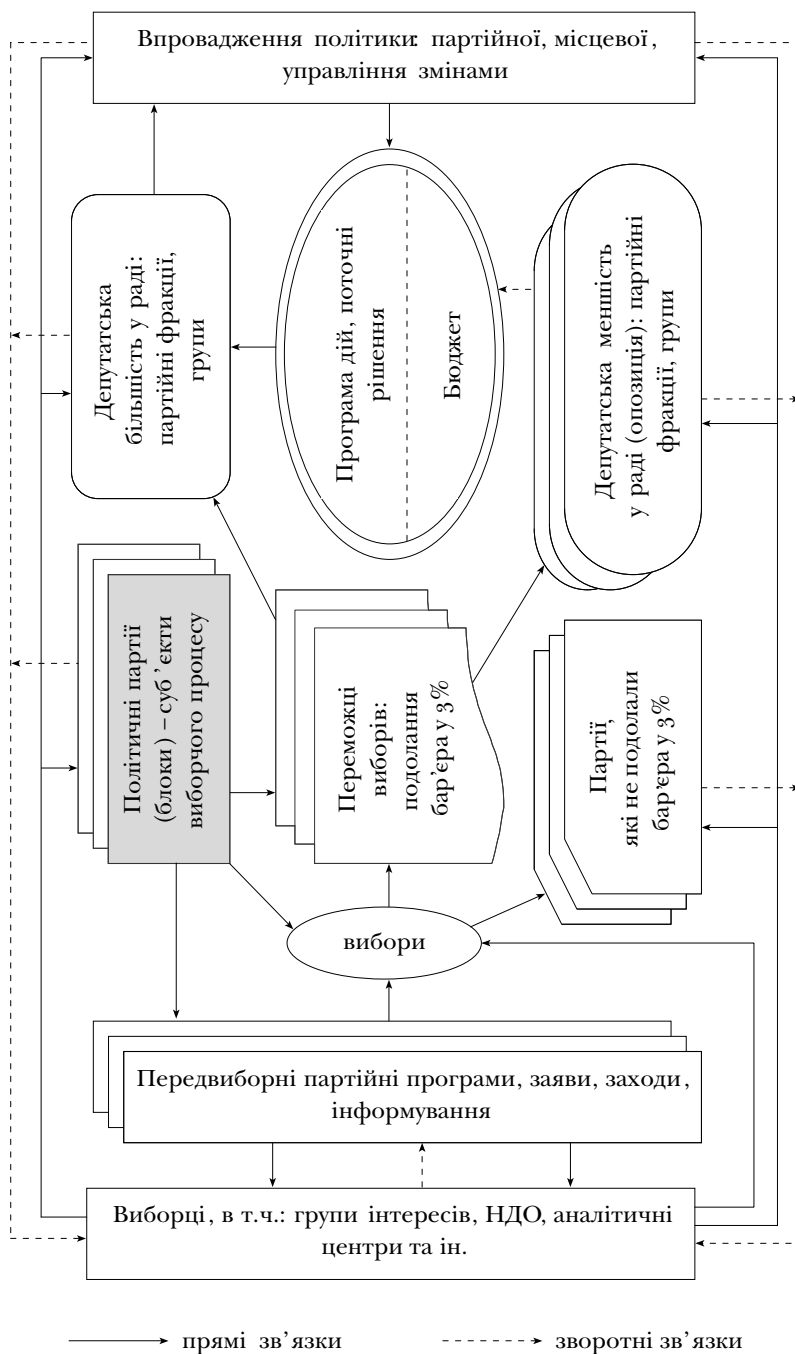 Впровадження політики: партійної, місцевої,
управління змінами
Депутатська
більшість у раді:
партійні фракції,
групи
Програма дій, поточні
рішення
Бюджет
Депутатська меншість
у раді (опозиція): партійні
фракції, групи
Політичні партії
(блоки) – суб’єкти
виборчого процесу
Переможці
виборів:
подолання
бар’єра у 3%
Партії,
які не подолали
бар’єра у 3%
вибори
Передвиборні партійні програми, заяви, заходи,
інформування
Виборці, в т.ч.: групи інтересів, НДО, аналітичні
центри та ін.
прямі зв’язки
зворотні зв’язки